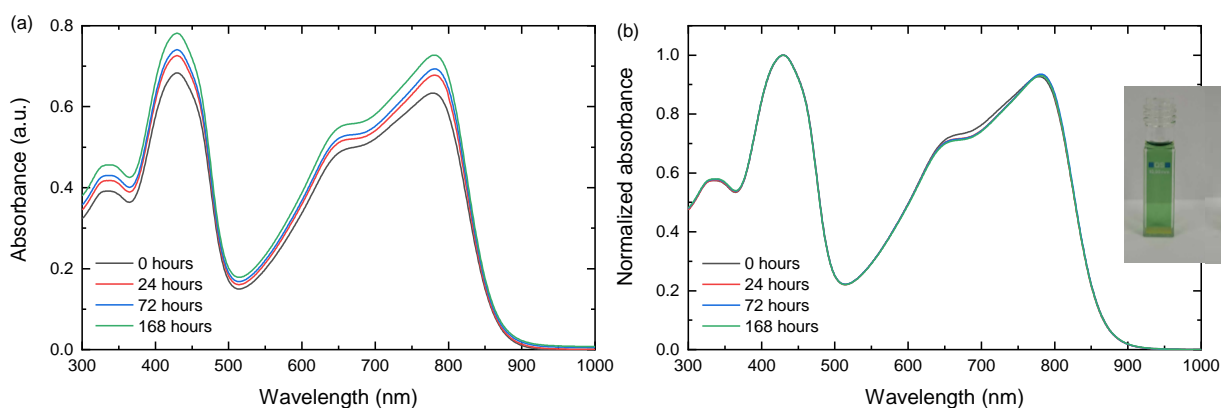 (a)
0.8
0.6
0.4
0.2
0.0
Absorbance (a.u.)
0 hours
24 hours
72 hours
168 hours
300 400 500 600 700 800 900 1000
Wavelength (nm)
(b)
1.0
0.8
0.6
0.4
0.2
0.0
Normalized absorbance
0 hours
24 hours
72 hours
168 hours
300 400 500 600 700 800 900 1000
Wavelength (nm)